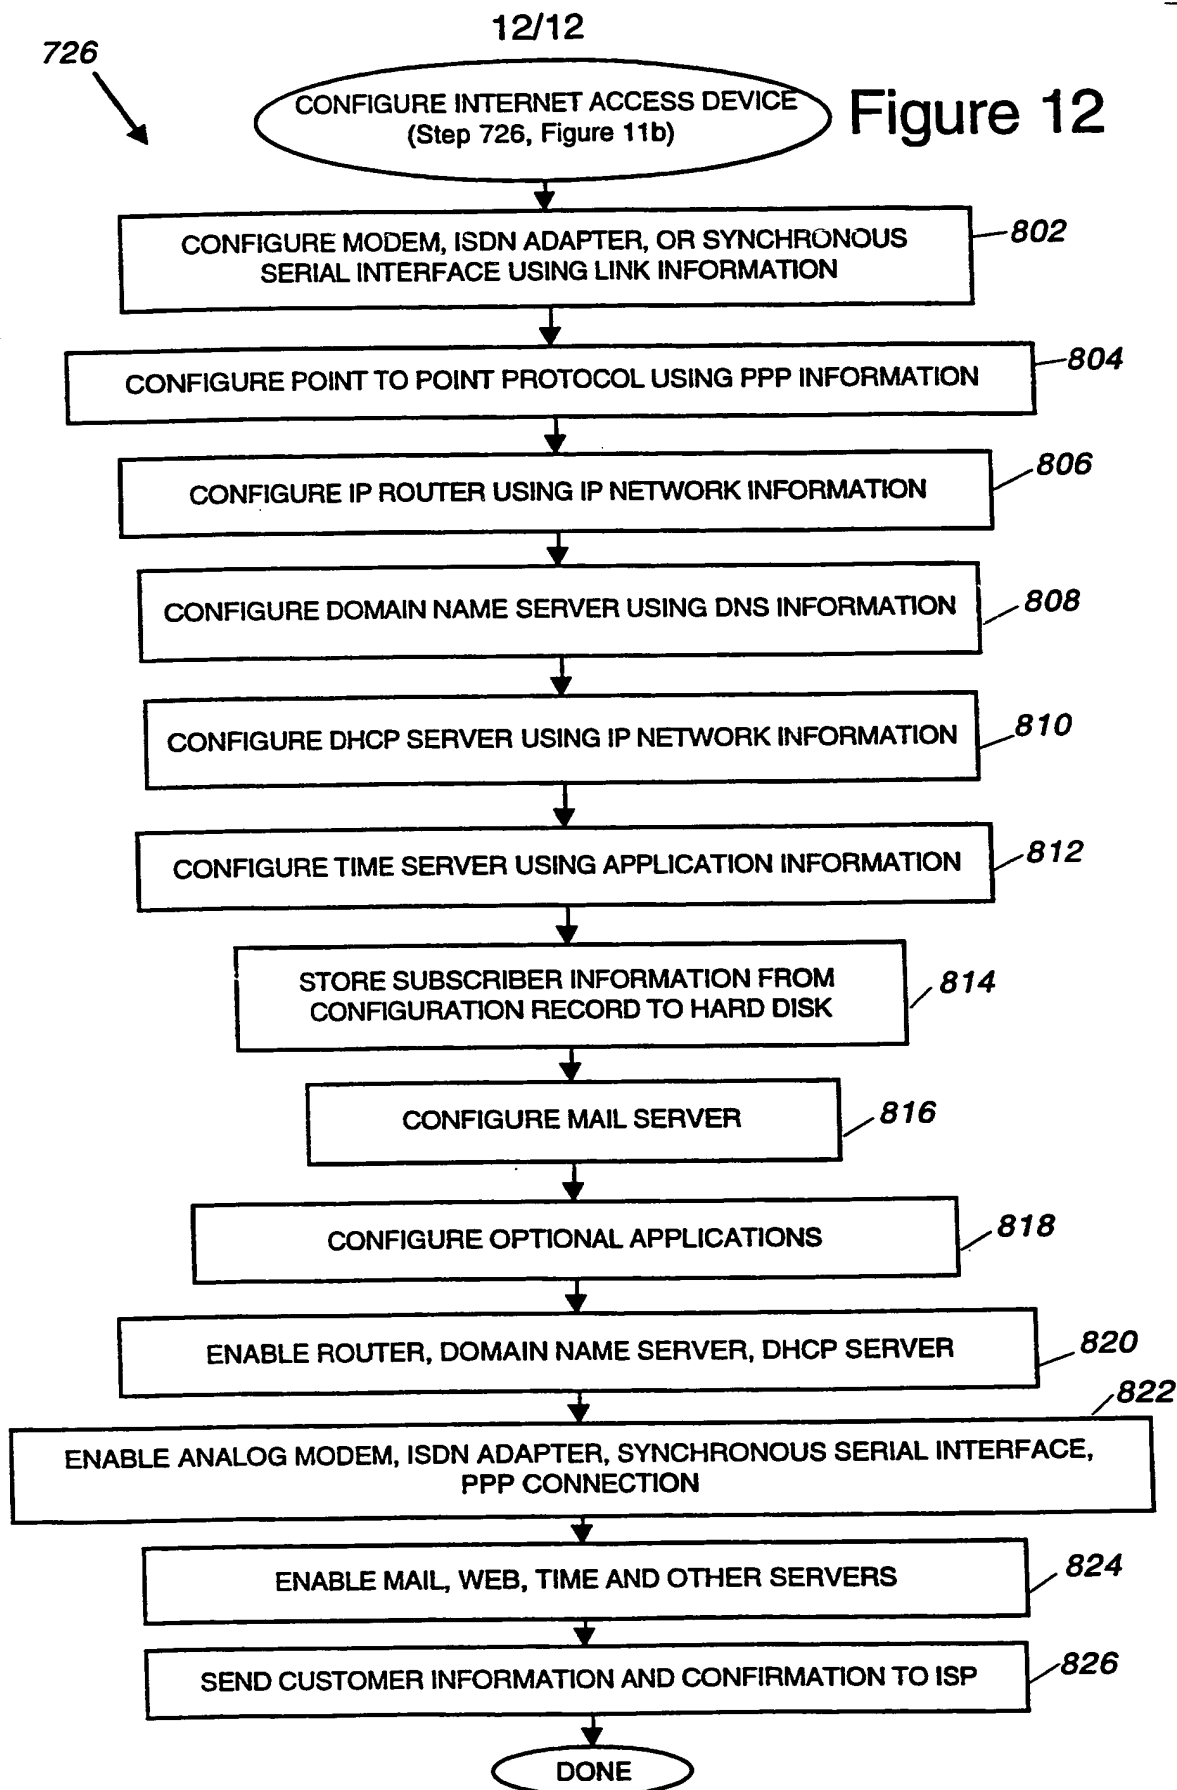 12/12
726
CONFIGURE INTERNET ACCESS DEVICE
(Step 726, Figure 11b)
Figure 12
CONFIGURE MODEM, ISDN ADAPTER, OR SYNCHRONOUS
SERIAL INTERFACE USING LINK INFORMATION
802
CONFIGURE POINT TO POINT PROTOCOL USING PPP INFORMATION
804
CONFIGURE IP ROUTER USING IP NETWORK INFORMATION
806
CONFIGURE DOMAIN NAME SERVER USING DNS INFORMATION
808
CONFIGURE DHCP SERVER USING IP NETWORK INFORMATION
810
CONFIGURE TIME SERVER USING APPLICATION INFORMATION
812
STORE SUBSCRIBER INFORMATION FROM
CONFIGURATION RECORD TO HARD DISK
814
CONFIGURE MAIL SERVER
816
CONFIGURE OPTIONAL APPLICATIONS
818
ENABLE ROUTER, DOMAIN NAME SERVER, DHCP SERVER
820
822
ENABLE ANALOG MODEM, ISDN ADAPTER, SYNCHRONOUS SERIAL INTERFACE,
PPP CONNECTION
ENABLE MAIL, WEB, TIME AND OTHER SERVERS
824
SEND CUSTOMER INFORMATION AND CONFIRMATION TO ISP
826
DONE